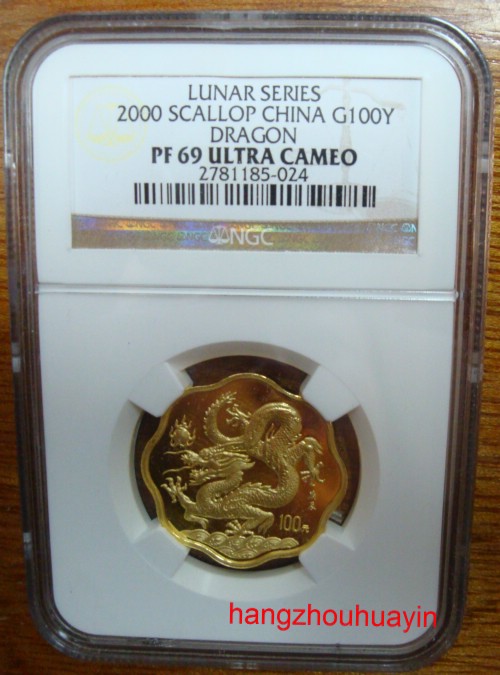 LUNAR SERIES
2000 SCALLOP CHINA G100Y
DRAGON
PF 69 ULTRA CAMEO
2781185-024
NGC
100元
hangzhouhuayin